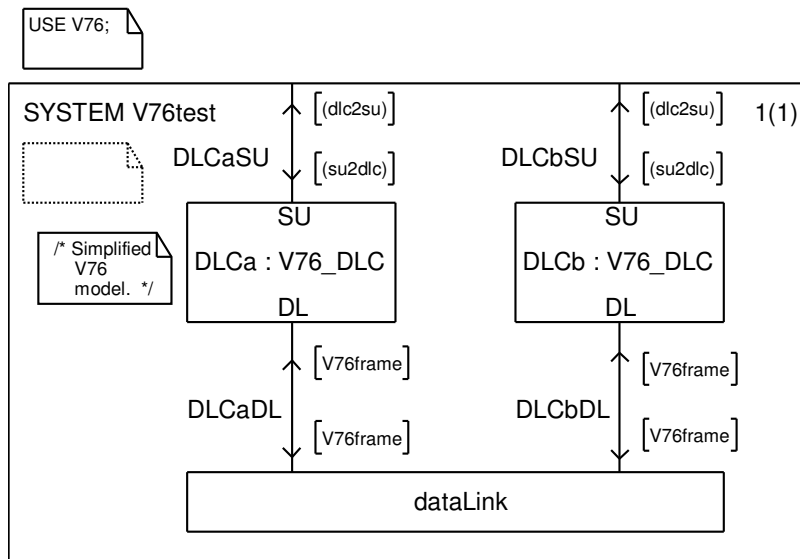 USE V76;
SYSTEM V76test
1(1)
[(dlc2su)]
[(dlc2su)]
DLCaSU
DLCbSU
[(su2dlc)]
[(su2dlc)]
SU
SU
/* Simplified
V76
model. */
DLCa : V76_DLC
DLCb : V76_DLC
DL
DL
[V76frame]
[V76frame]
DLCaDL
DLCbDL
[V76frame]
[V76frame]
dataLink